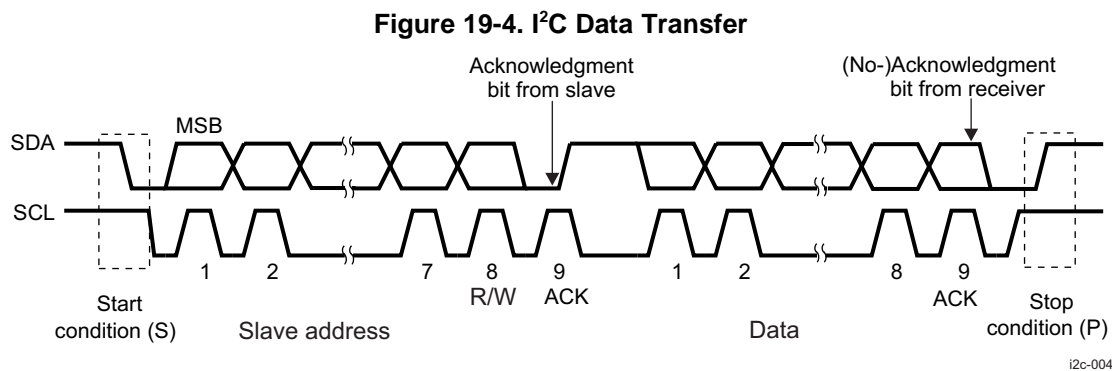 Figure 19-4. I²C Data Transfer
Acknowledgment
bit from slave
(No-)Acknowledgment
bit from receiver
MSB
SDA
SCL
1 2 7 8 9 1 2 8 9
R/W ACK ACK
Start
condition (S)
Slave address
Data
Stop
condition (P)
i2c-004